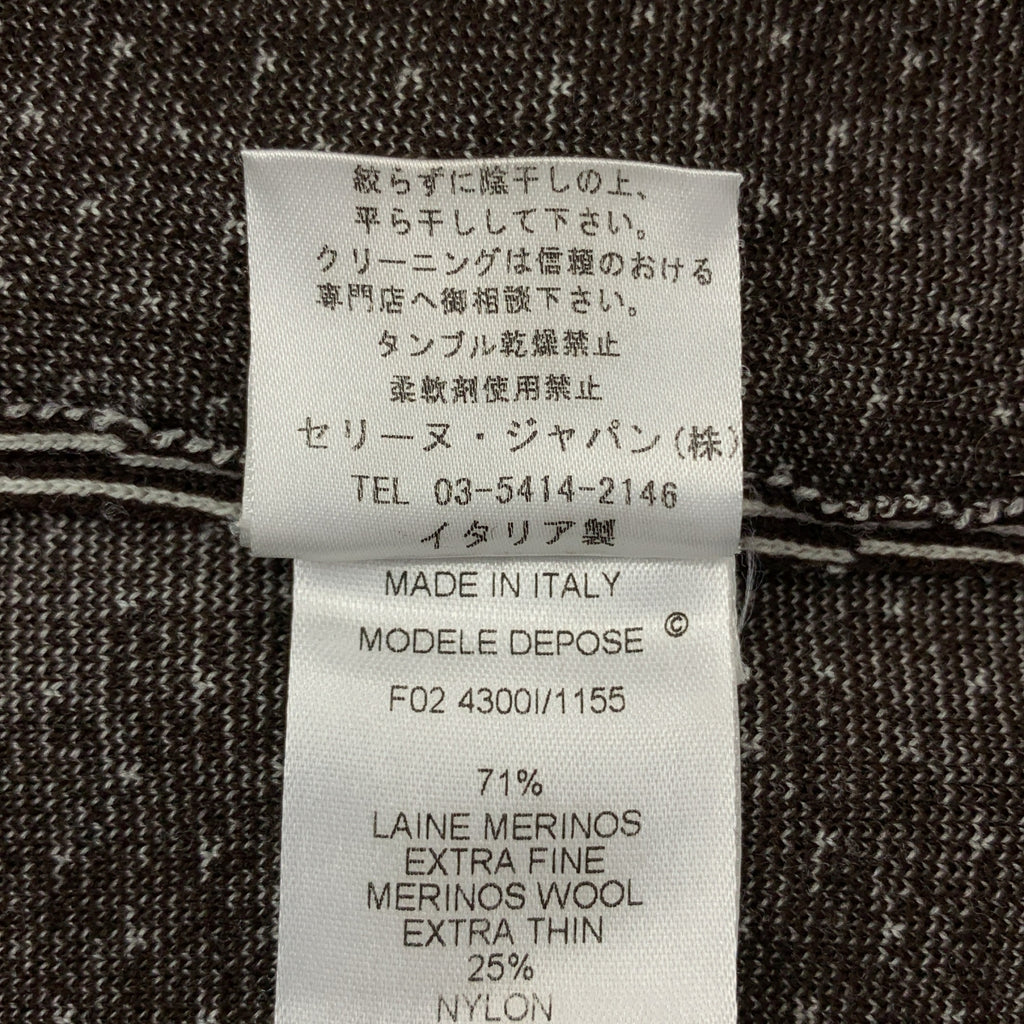 絞らずに陰干しの上、
平ら干しして下さい。
クリーニングは信頼のおける
専門店へ御相談下さい。
タンブル乾燥禁止
柔軟剤使用禁止
セリーヌ・ジャパン(株)
TEL 03-5414-2146
イタリア製
MADE IN ITALY
MODELE DEPOSE ©
F02 4300I/1155
71%
LAINE MERINOS
EXTRA FINE
MERINOS WOOL
EXTRA THIN
25%
NYLON